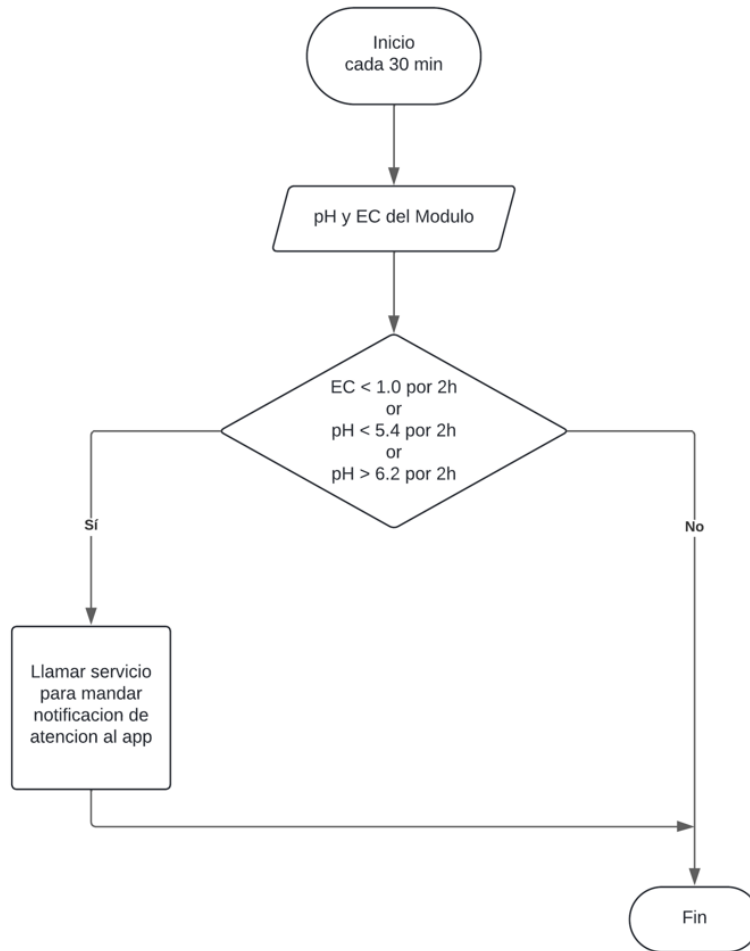 Inicio
cada 30 min
pH y EC del Modulo
EC < 1.0 por 2h
or
pH < 5.4 por 2h
or
pH > 6.2 por 2h
Sí
No
Llamar servicio
para mandar
notificacion de
atencion al app
Fin